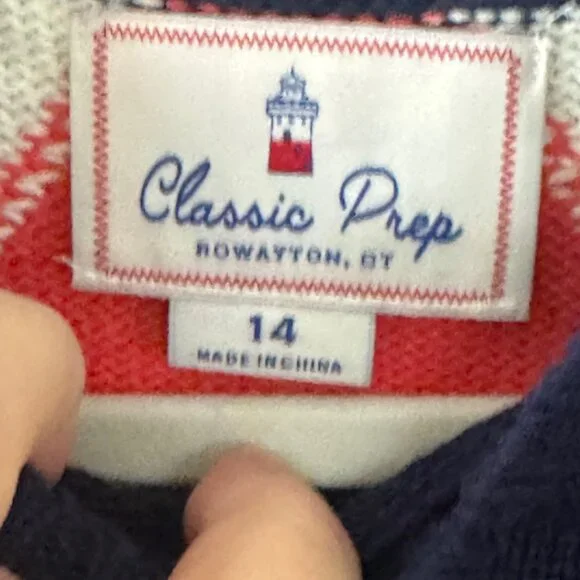 Classic Prep
ROWAYTON, CT
14
MADE IN CHINA